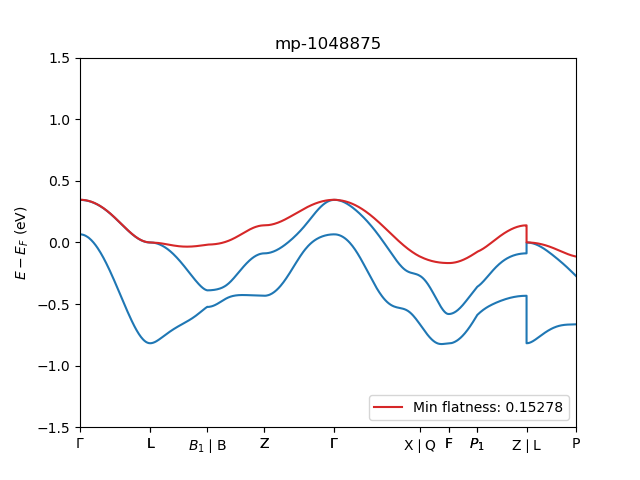 mp-1048875
1.5
1.0
0.5
0.0
−0.5
−1.0
−1.5
E − E_F (eV)
Min flatness: 0.15278
Γ L B₁ | B Z Γ X | Q F P₁ Z | L P